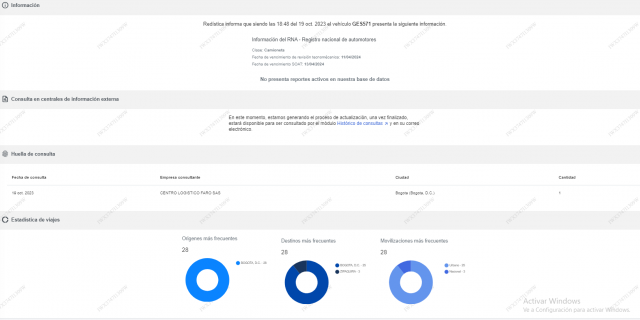 Información
Redística informa que siendo las 18:48 del 19 oct. 2023 el vehículo GES571 presenta la siguiente información
Información del RNA - Registro nacional de automotores
Clase: Camioneta
Fecha de vencimiento de revisión tecnomecánica: 11/04/2024
Fecha de vencimiento SOAT: 11/04/2024
No presenta reportes activos en nuestra base de datos
Consulta en centrales de información externa
En este momento, estamos generando el proceso de actualización, una vez finalizado,
estará disponible para ser consultado por el módulo Histórico de consultas y en su correo
electrónico.
Huella de consulta
Fecha de consulta Empresa consultante Ciudad Cantidad
19 oct. 2023 CENTRO LOGISTICO FARO SAS Bogota (Bogota, D.C.) 1
Estadística de viajes
Orígenes más frecuentes Destinos más frecuentes Movilizaciones más frecuentes
28 28 28
BOGOTA, D.C. - 28 BOGOTA, D.C. - 25 Urbano - 25
ZIPAQUIRA - 3 Nacional - 3
Activar Windows
Ve a Configuración para activar Windows.